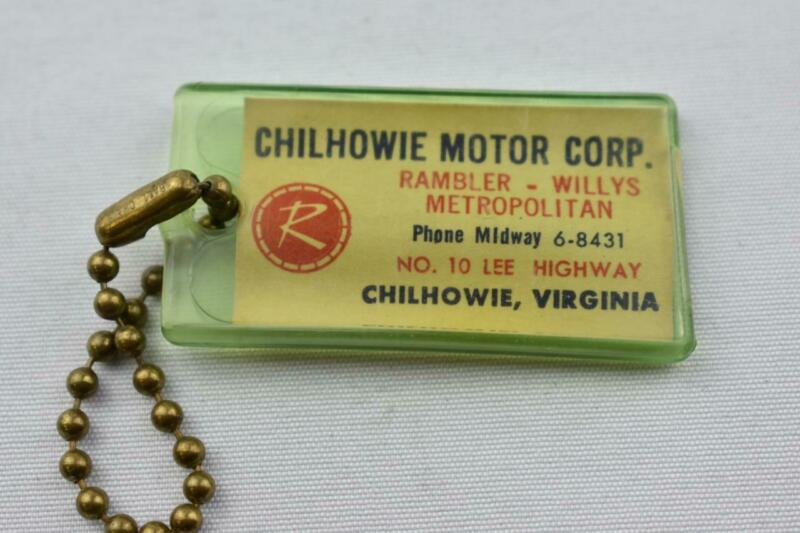 CHILHOWIE MOTOR CORP.
RAMBLER - WILLYS
METROPOLITAN
R
Phone MIdway 6-8431
NO. 10 LEE HIGHWAY
CHILHOWIE, VIRGINIA